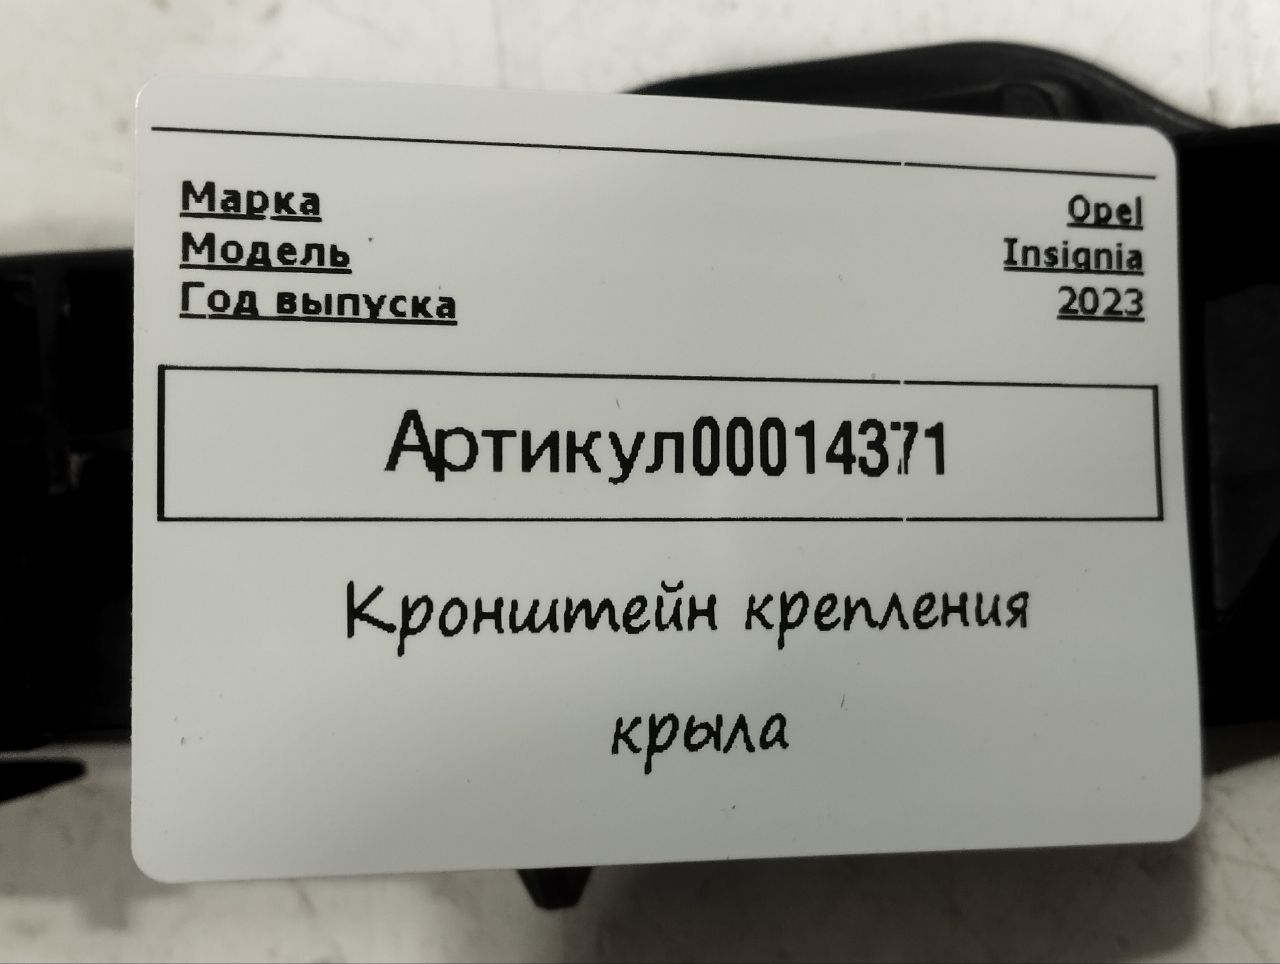 Марка Opel
Модель Insignia
Год выпуска 2023
Артикул00014371
Кронштейн крепления
крыла